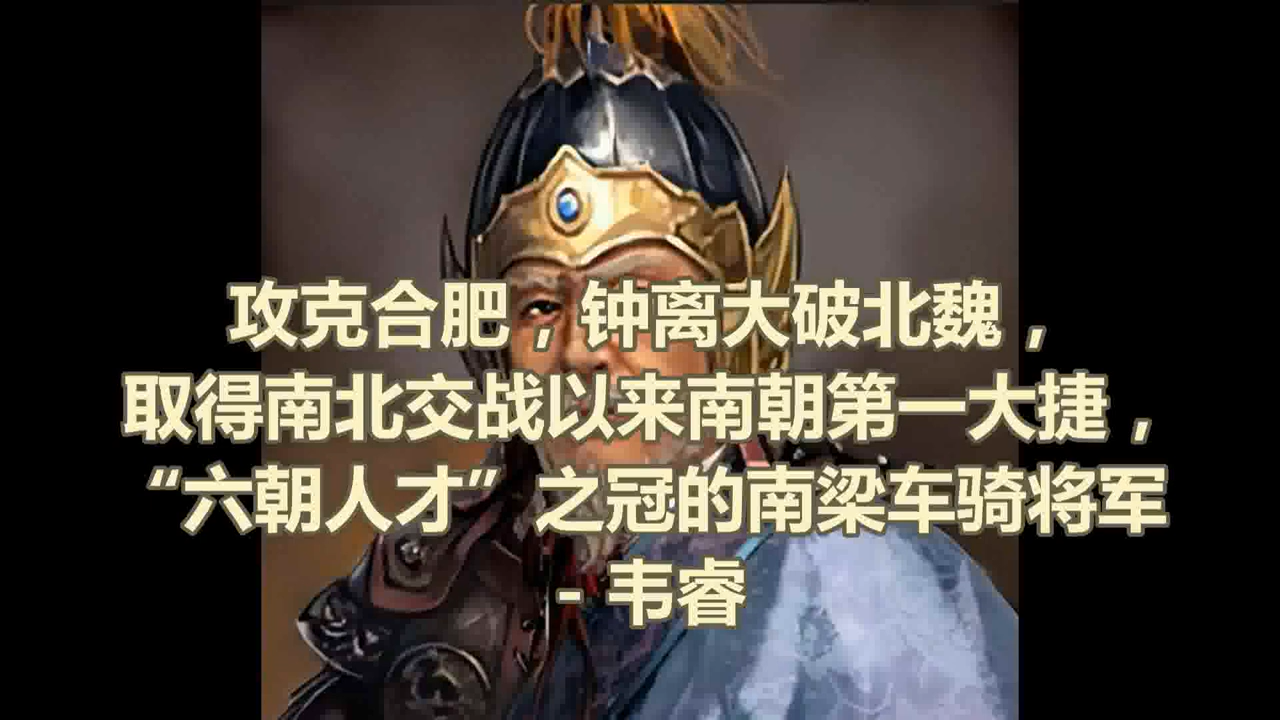 攻克合肥，钟离大破北魏，
取得南北交战以来南朝第一大捷，
“六朝人才”之冠的南梁车骑将军
- 韦睿